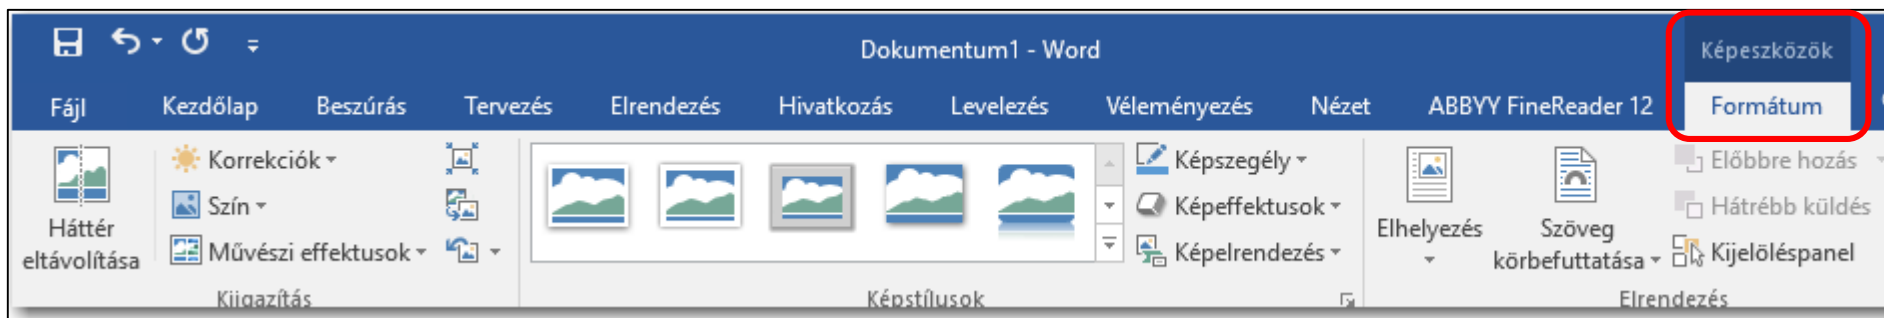 Dokumentum1 - Word
Képeszközök
Fájl Kezdőlap Beszúrás Tervezés Elrendezés Hivatkozás Levelezés Véleményezés Nézet ABBYY FineReader 12 Formátum
Háttér
eltávolítása
Korrekciók
Szín
Művészi effektusok
Kiigazítás
Képstílusok
Képszegély
Képeffektusok
Képelrendezés
Elhelyezés
Szöveg
körbefuttatása
Előbbre hozás
Hátrébb küldés
Kijelöléspanel
Elrendezés